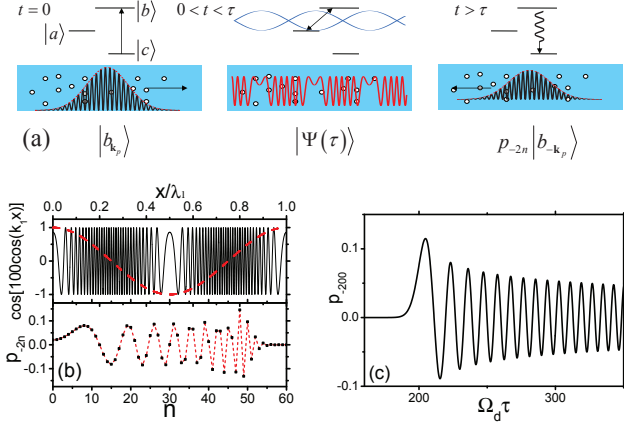 t = 0 |b⟩ 0 < t < τ t > τ
|a⟩
|c⟩
(a) |b_{k_p}⟩ |Ψ(τ)⟩ p_{-2n}|b_{-k_p}⟩
x/λ₁
0.0 0.2 0.4 0.6 0.8 1.0
cos[100cos(k₁x)]
1
0
-1
0.1
0.0
-0.1
p_{-2n}
(b)
0 10 20 30 40 50 60
n
p_{-200}
0.1
0.0
-0.1
(c)
200 300
Ω_dτ